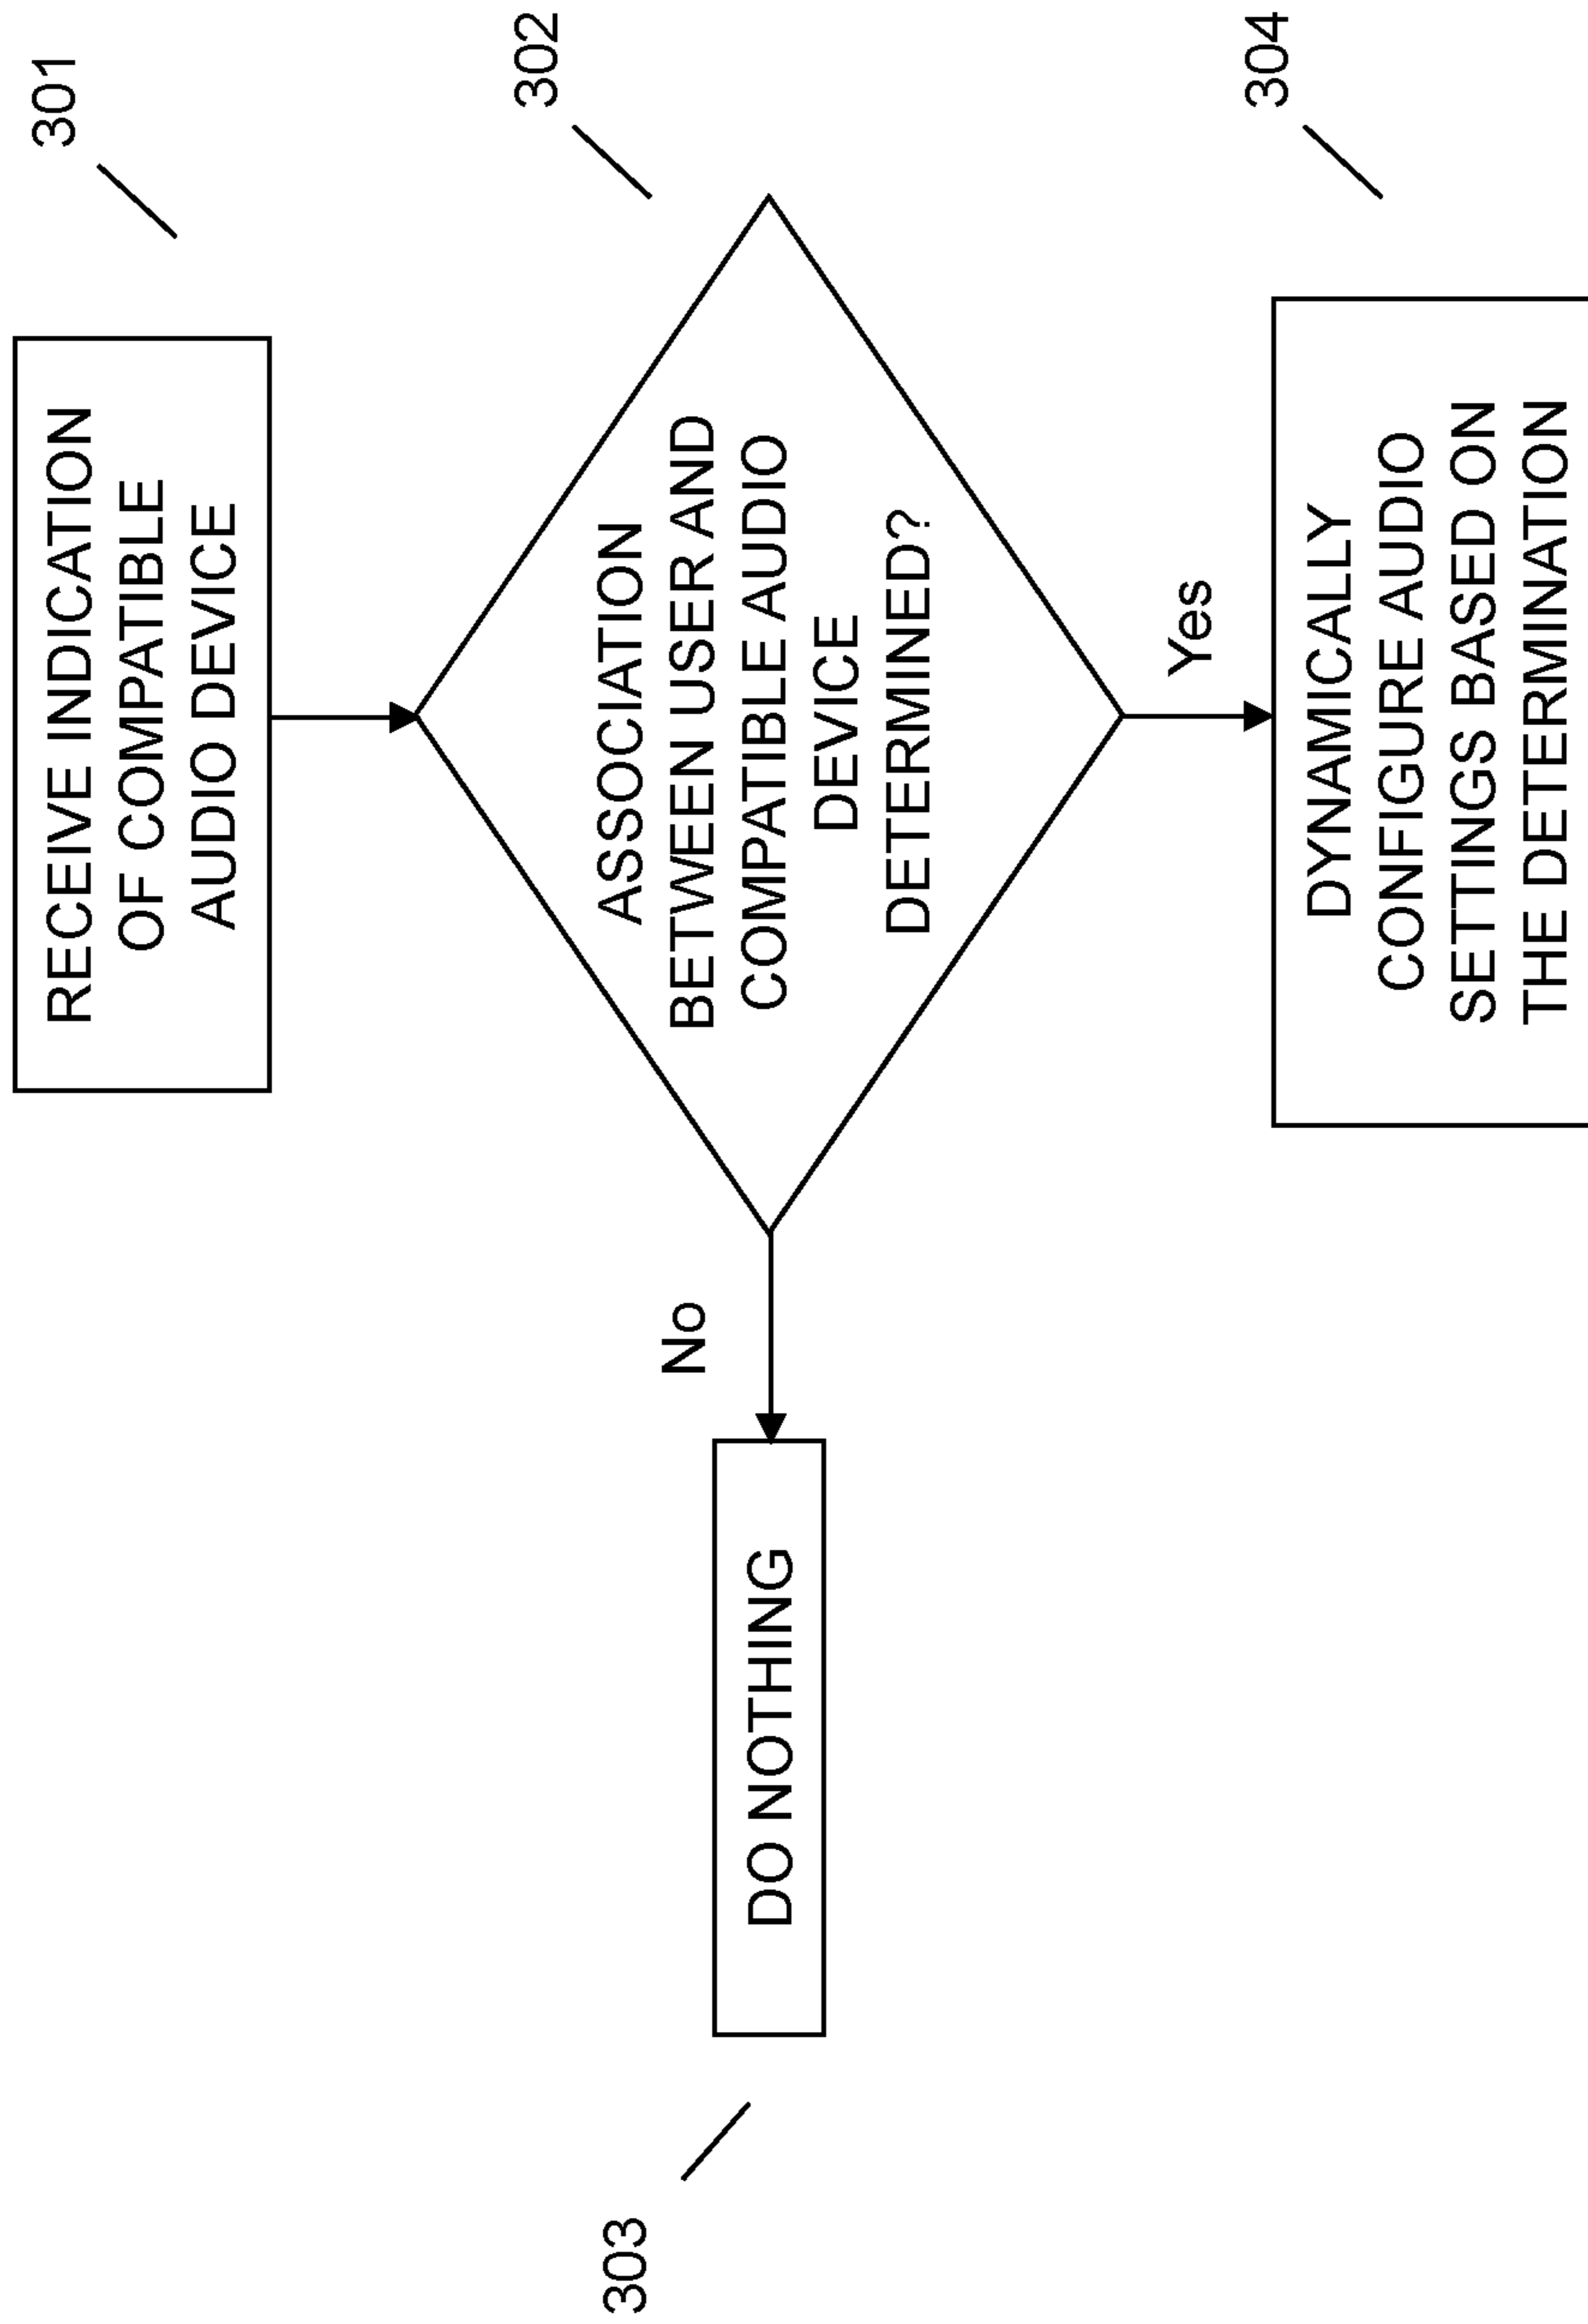 301
RECEIVE INDICATION
OF COMPATIBLE
AUDIO DEVICE
302
ASSOCIATION
BETWEEN USER AND
COMPATIBLE AUDIO
DEVICE
DETERMINED?
No
303
DO NOTHING
Yes
304
DYNAMICALLY
CONFIGURE AUDIO
SETTINGS BASED ON
THE DETERMINATION